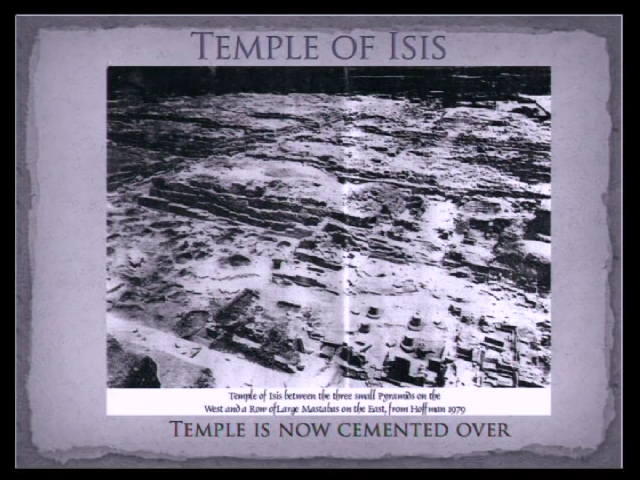 TEMPLE OF ISIS
Temple of Isis between the three small Pyramids on the
West and a Row of Large Mastabas on the East, from Hoffman 1979
TEMPLE IS NOW CEMENTED OVER